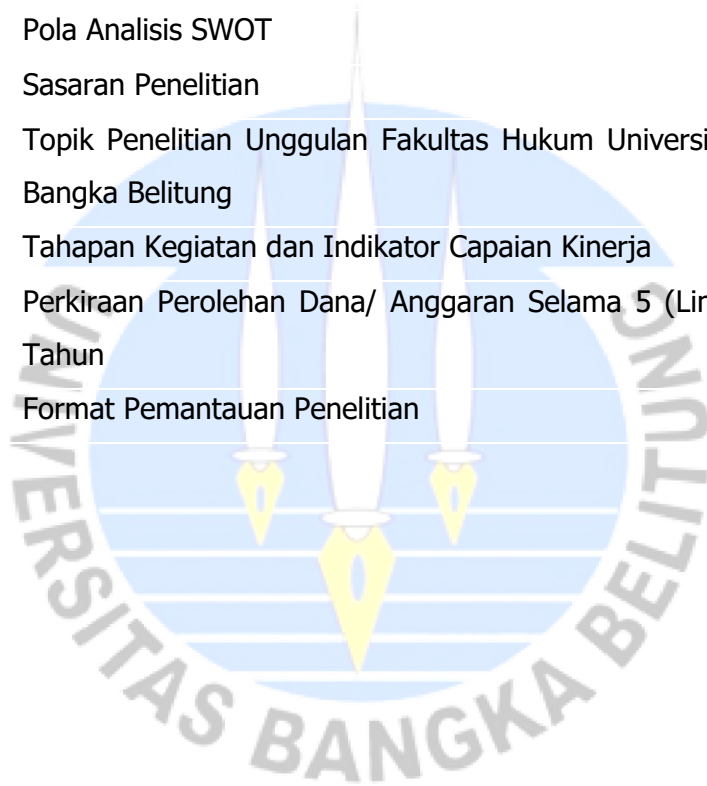 Pola Analisis SWOT
Sasaran Penelitian
Topik Penelitian Unggulan Fakultas Hukum Universi
Bangka Belitung
Tahapan Kegiatan dan Indikator Capaian Kinerja
Perkiraan Perolehan Dana/ Anggaran Selama 5 (Lin
Tahun
Format Pemantauan Penelitian
UNIVERSITAS BANGKA BELITUNG